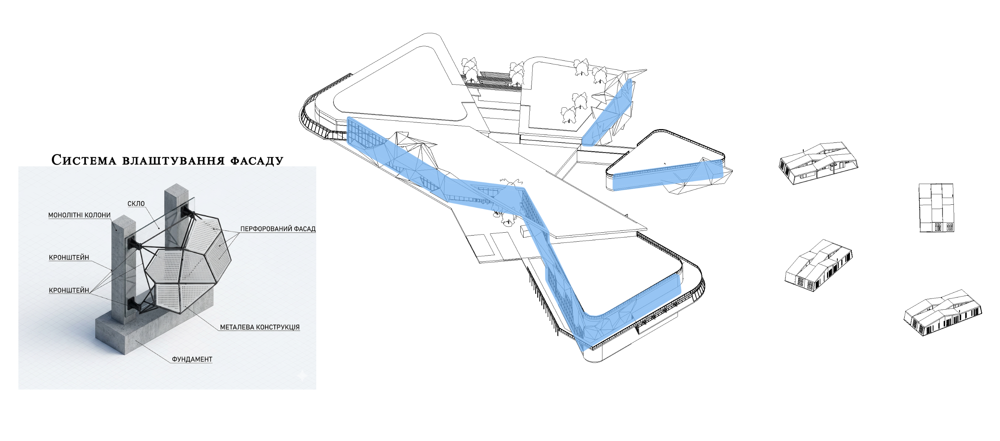 Система влаштування фасаду
СКЛО
МОНОЛІТНІ КОЛОНИ
ПЕРФОРОВАНИЙ ФАСАД
КРОНШТЕЙН
КРОНШТЕЙН
МЕТАЛЕВА КОНСТРУКЦІЯ
ФУНДАМЕНТ